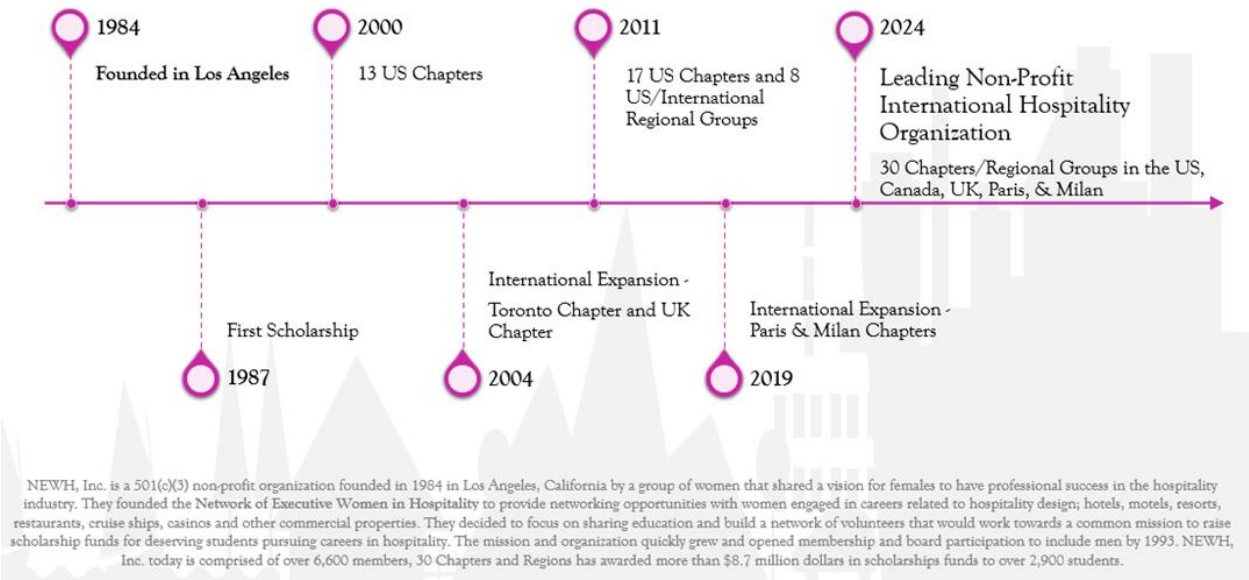 1984
Founded in Los Angeles
2000
13 US Chapters
2011
17 US Chapters and 8
US/International
Regional Groups
2024
Leading Non-Profit
International Hospitality
Organization
30 Chapters/Regional Groups in the US,
Canada, UK, Paris, & Milan
First Scholarship
1987
International Expansion -
Toronto Chapter and UK
Chapter
2004
International Expansion -
Paris & Milan Chapters
2019
NEWH, Inc. is a 501(c)(3) non-profit organization founded in 1984 in Los Angeles, California by a group of women that shared a vision for females to have professional success in the hospitality
industry. They founded the Network of Executive Women in Hospitality to provide networking opportunities with women engaged in careers related to hospitality design; hotels, motels, resorts,
restaurants, cruise ships, casinos and other commercial properties. They decided to focus on sharing education and build a network of volunteers that would work towards a common mission to raise
scholarship funds for deserving students pursuing careers in hospitality. The mission and organization quickly grew and opened membership and board participation to include men by 1993. NEWH,
Inc. today is comprised of over 6,600 members, 30 Chapters and Regions has awarded more than $8.7 million dollars in scholarships funds to over 2,900 students.